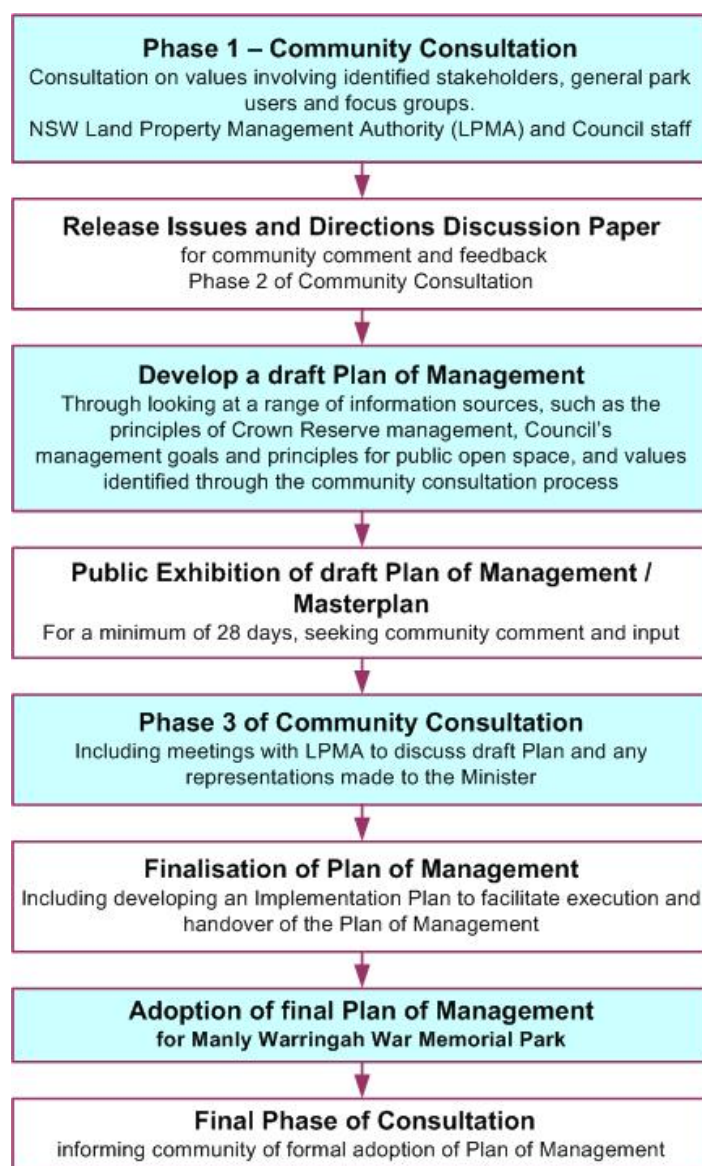 Phase 1 – Community Consultation
Consultation on values involving identified stakeholders, general park
users and focus groups.
NSW Land Property Management Authority (LPMA) and Council staff
Release Issues and Directions Discussion Paper
for community comment and feedback
Phase 2 of Community Consultation
Develop a draft Plan of Management
Through looking at a range of information sources, such as the
principles of Crown Reserve management, Council's
management goals and principles for public open space, and values
identified through the community consultation process
Public Exhibition of draft Plan of Management /
Masterplan
For a minimum of 28 days, seeking community comment and input
Phase 3 of Community Consultation
Including meetings with LPMA to discuss draft Plan and any
representations made to the Minister
Finalisation of Plan of Management
Including developing an Implementation Plan to facilitate execution and
handover of the Plan of Management
Adoption of final Plan of Management
for Manly Warringah War Memorial Park
Final Phase of Consultation
informing community of formal adoption of Plan of Management